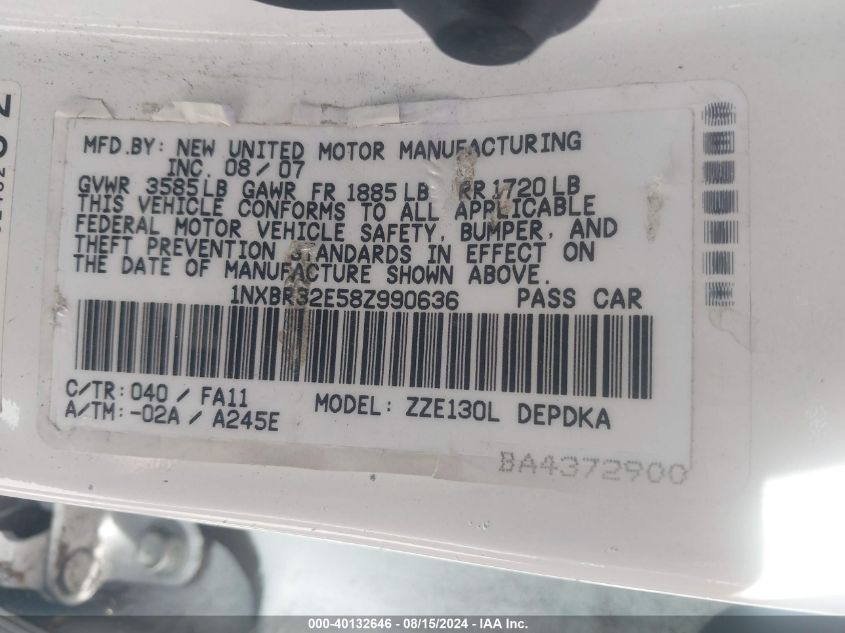 MFD.BY: NEW UNITED MOTOR MANUFACTURING
INC. 08/07
GVWR 3585LB GAWR FR 1885LB RR 1720LB
THIS VEHICLE CONFORMS TO ALL APPLICABLE
FEDERAL MOTOR VEHICLE SAFETY, BUMPER, AND
THEFT PREVENTION STANDARDS IN EFFECT ON
THE DATE OF MANUFACTURE SHOWN ABOVE.
1NXBR32E58Z990636 PASS CAR
C/TR: 040 / FA11
A/TM: -02A / A245E
MODEL: ZZE130L DEPDKA
BA4372900
000-40132646 - 08/15/2024 - IAA Inc.